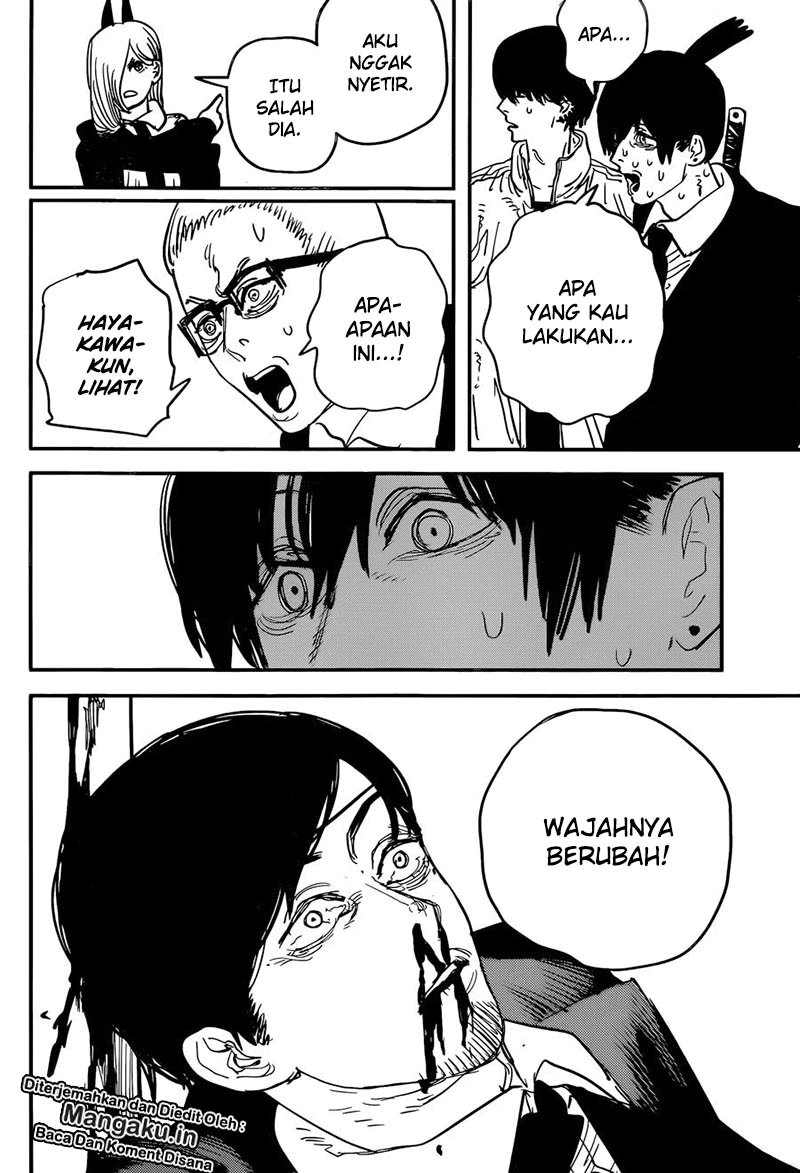 APA...
APA
YANG KAU
LAKUKAN...
AKU
NGGAK
NYETIR.
ITU
SALAH
DIA.
APA-
APAAN
INI...!
HAYA-
KAWA-
KUN,
LIHAT!
WAJAHNYA
BERUBAH!
Diterjemahkan dan Diedit Oleh :
Mangaku.in
Baca Dan Koment Disana